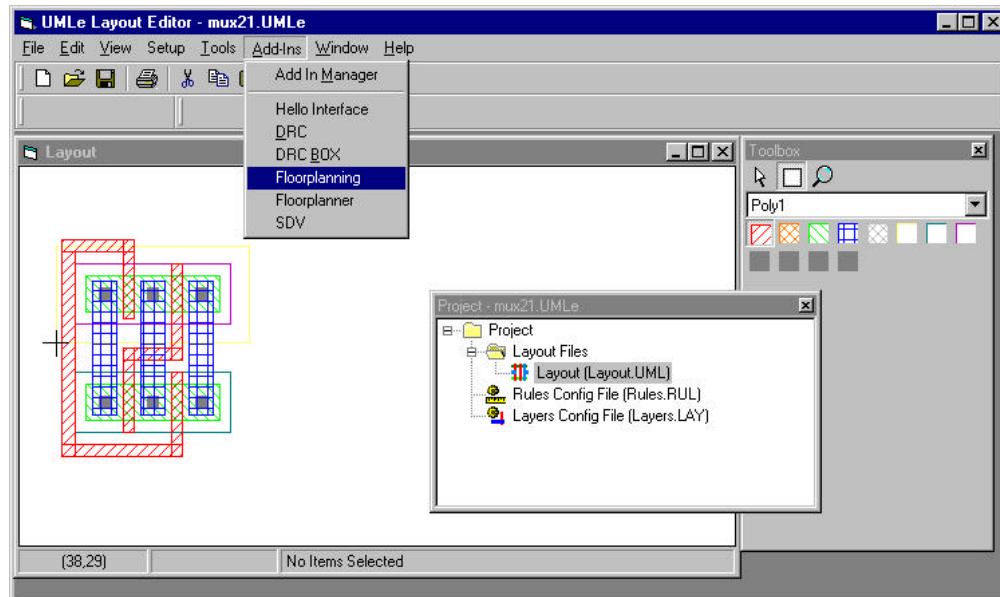 UMLe Layout Editor - mux21.UMLe
File Edit View Setup Tools Add-Ins Window Help
Add In Manager
Hello Interface
DRC
DRC BOX
Floorplanning
Floorplanner
SDV
Layout
Toolbox
Poly1
Project - mux21.UMLe
Project
Layout Files
Layout (Layout.UML)
Rules Config File (Rules.RUL)
Layers Config File (Layers.LAY)
(38,29) No Items Selected